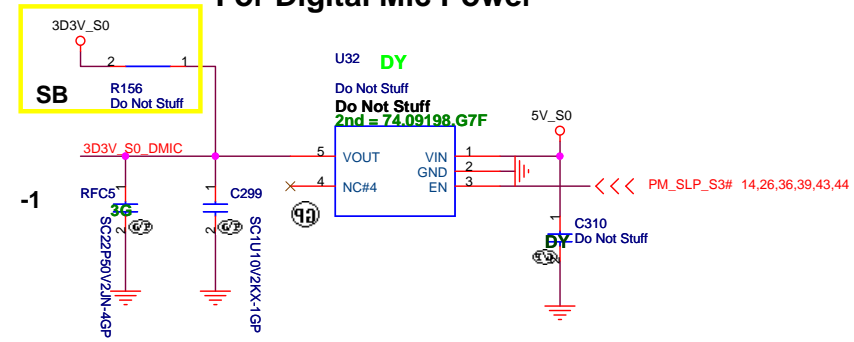 For Digital Mic Power
3D3V_S0
2
1
SB
R156
Do Not Stuff
U32
DY
Do Not Stuff
Do Not Stuff
2nd = 74.09198.G7F
5V_S0
3D3V_S0_DMIC
5
VOUT
VIN
1
GND
2
4
NC#4
EN
3
PM_SLP_S3# 14,26,36,39,43,44
-1
RFC5
1
3G
2
SC22P50V2JN-4GP
1
C299
2
SC1U10V2KX-1GP
GP
1
C310
DY
Do Not Stuff